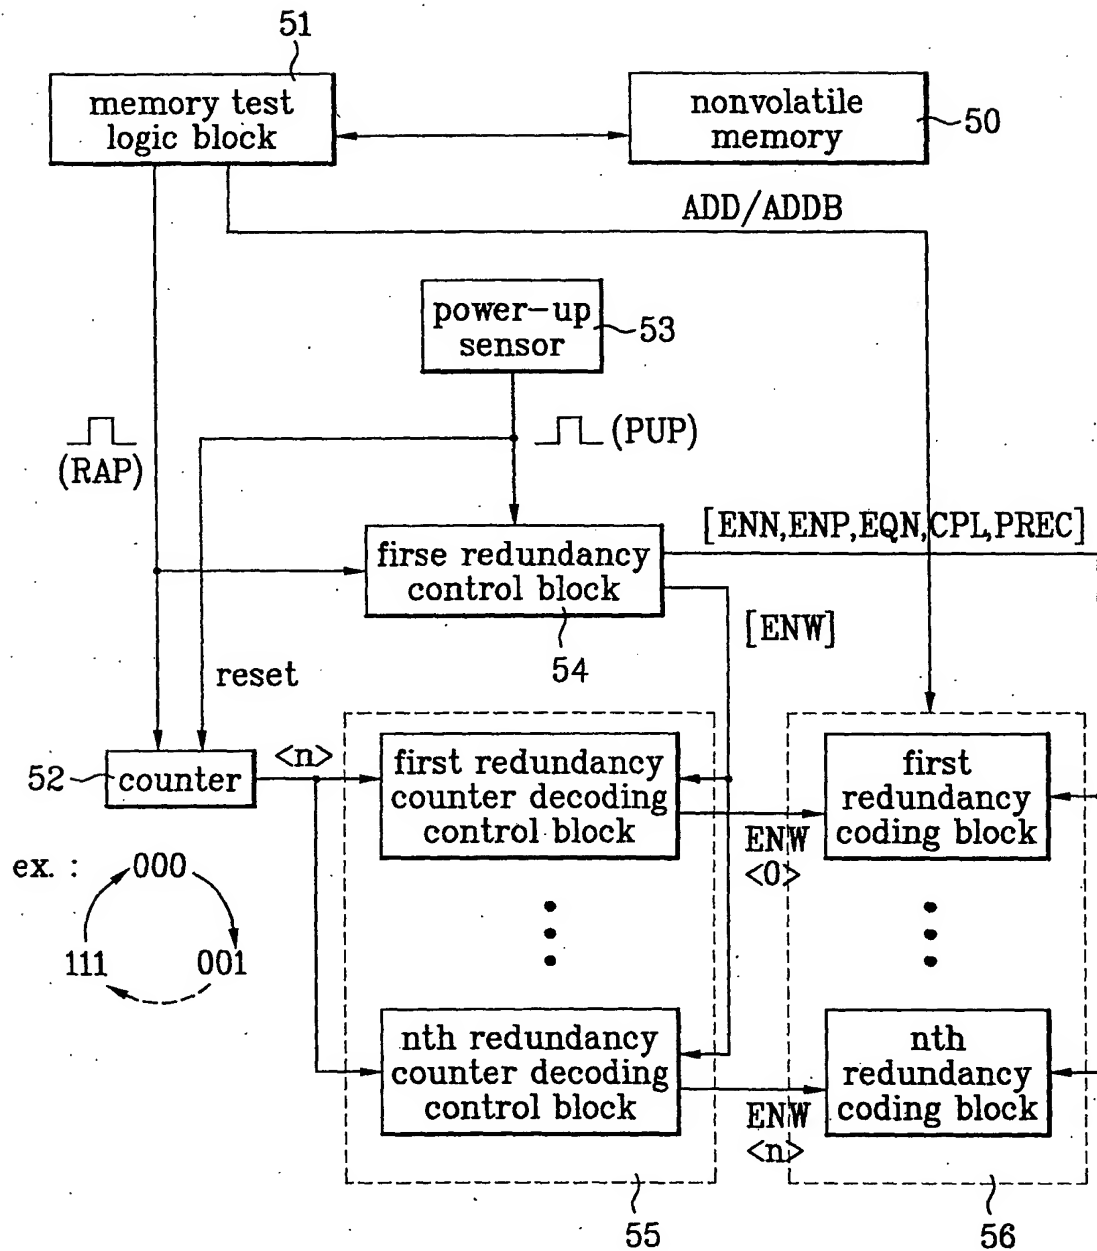 51
memory test
logic block
nonvolatile
memory
50
ADD/ADDB
power-up
sensor
53
(RAP)
(PUP)
[ENN,ENP,EQN,CPL,PREC]
firse redundancy
control block
[ENW]
54
reset
52
counter
<n>
first redundancy
counter decoding
control block
first
redundancy
coding block
ENW
<0>
ex. :
000
111
001
nth redundancy
counter decoding
control block
nth
redundancy
coding block
ENW
<n>
55
56